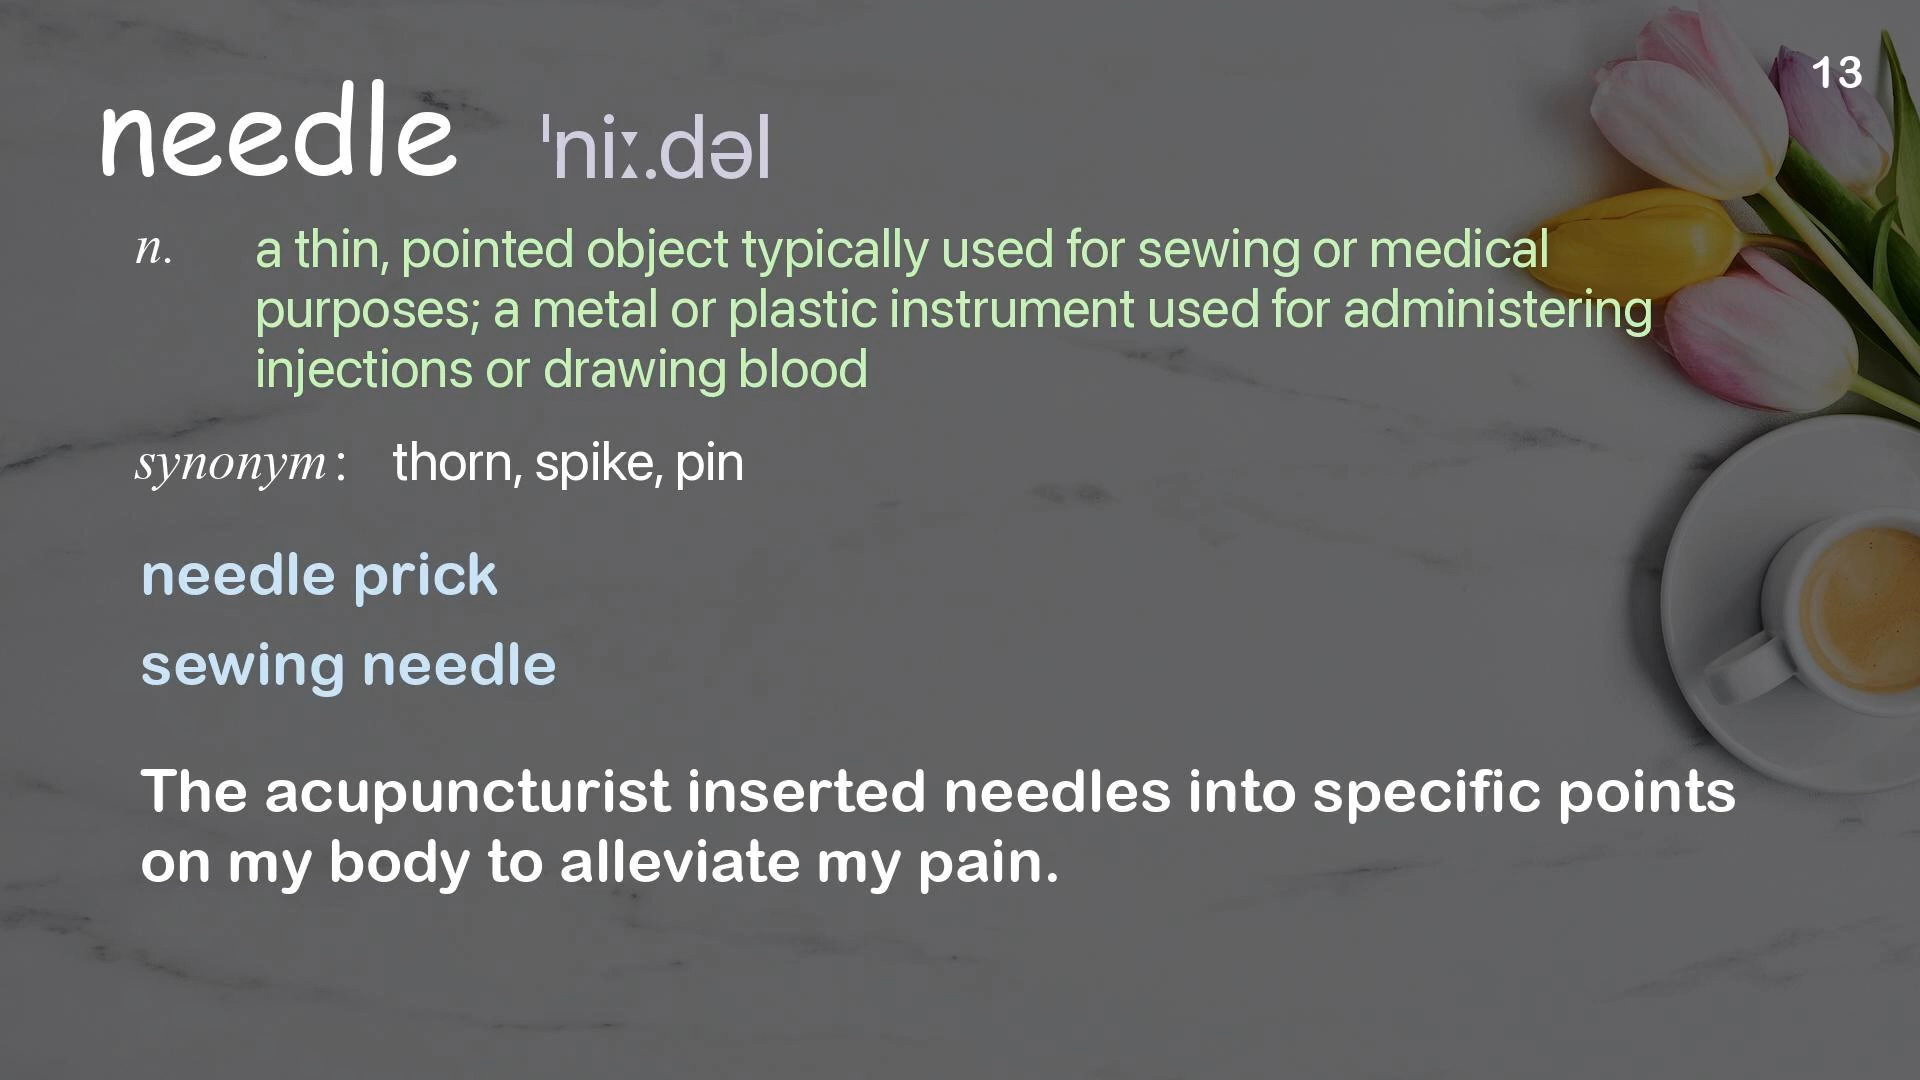 13
needle ˈniː.dəl
n. a thin, pointed object typically used for sewing or medical
purposes; a metal or plastic instrument used for administering
injections or drawing blood
synonym: thorn, spike, pin
needle prick
sewing needle
The acupuncturist inserted needles into specific points
on my body to alleviate my pain.